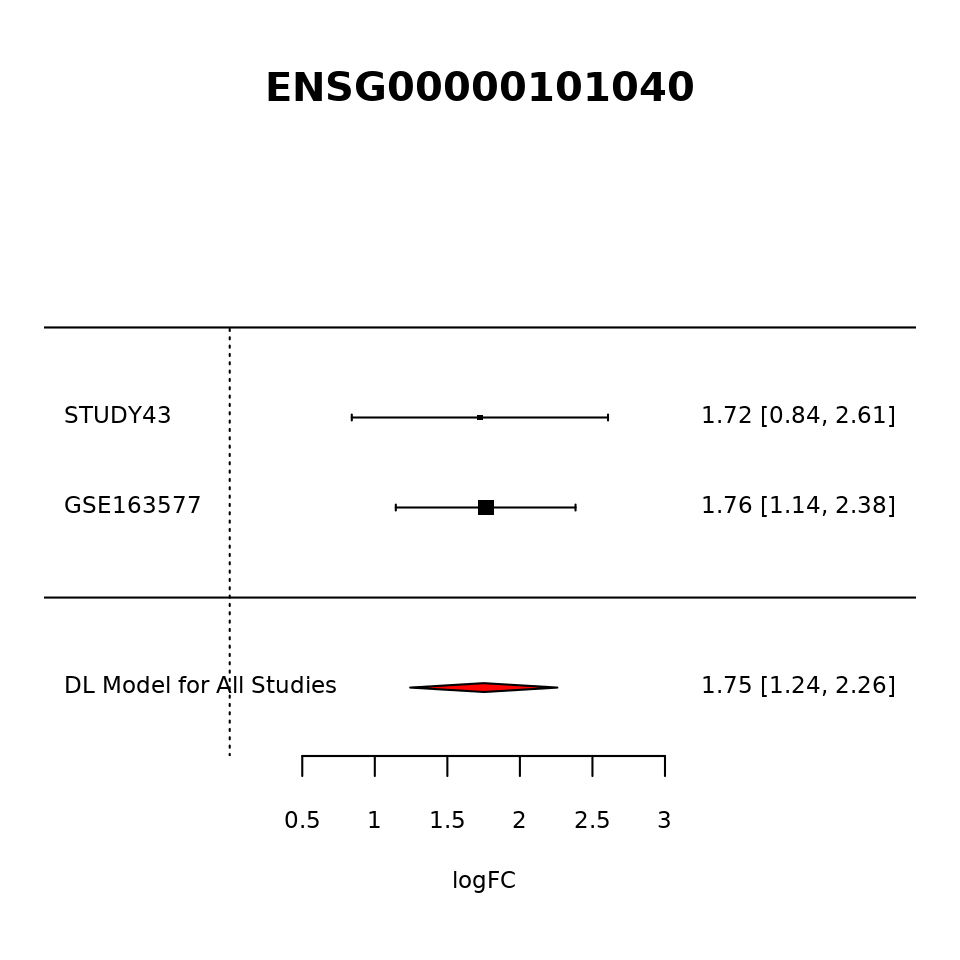 ENSG00000101040
STUDY43 1.72 [0.84, 2.61]
GSE163577 1.76 [1.14, 2.38]
DL Model for All Studies 1.75 [1.24, 2.26]
0.5 1 1.5 2 2.5 3
logFC